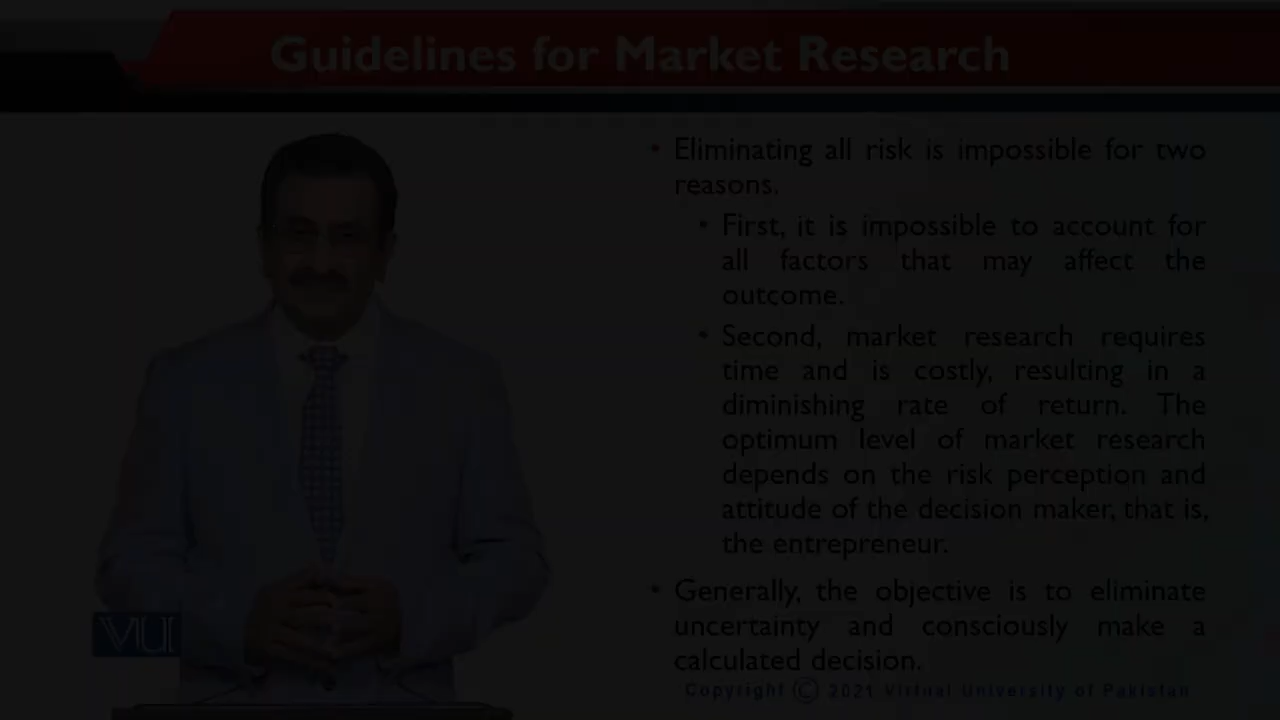 Guidelines for Market Research
• Eliminating all risk is impossible for two
reasons.
• First, it is impossible to account for
all factors that may affect the
outcome.
• Second, market research requires
time and is costly, resulting in a
diminishing rate of return. The
optimum level of market research
depends on the risk perception and
attitude of the decision maker, that is,
the entrepreneur.
• Generally, the objective is to eliminate
uncertainty and consciously make a
calculated decision.
VU
Copyright © 2021 Virtual University of Pakistan